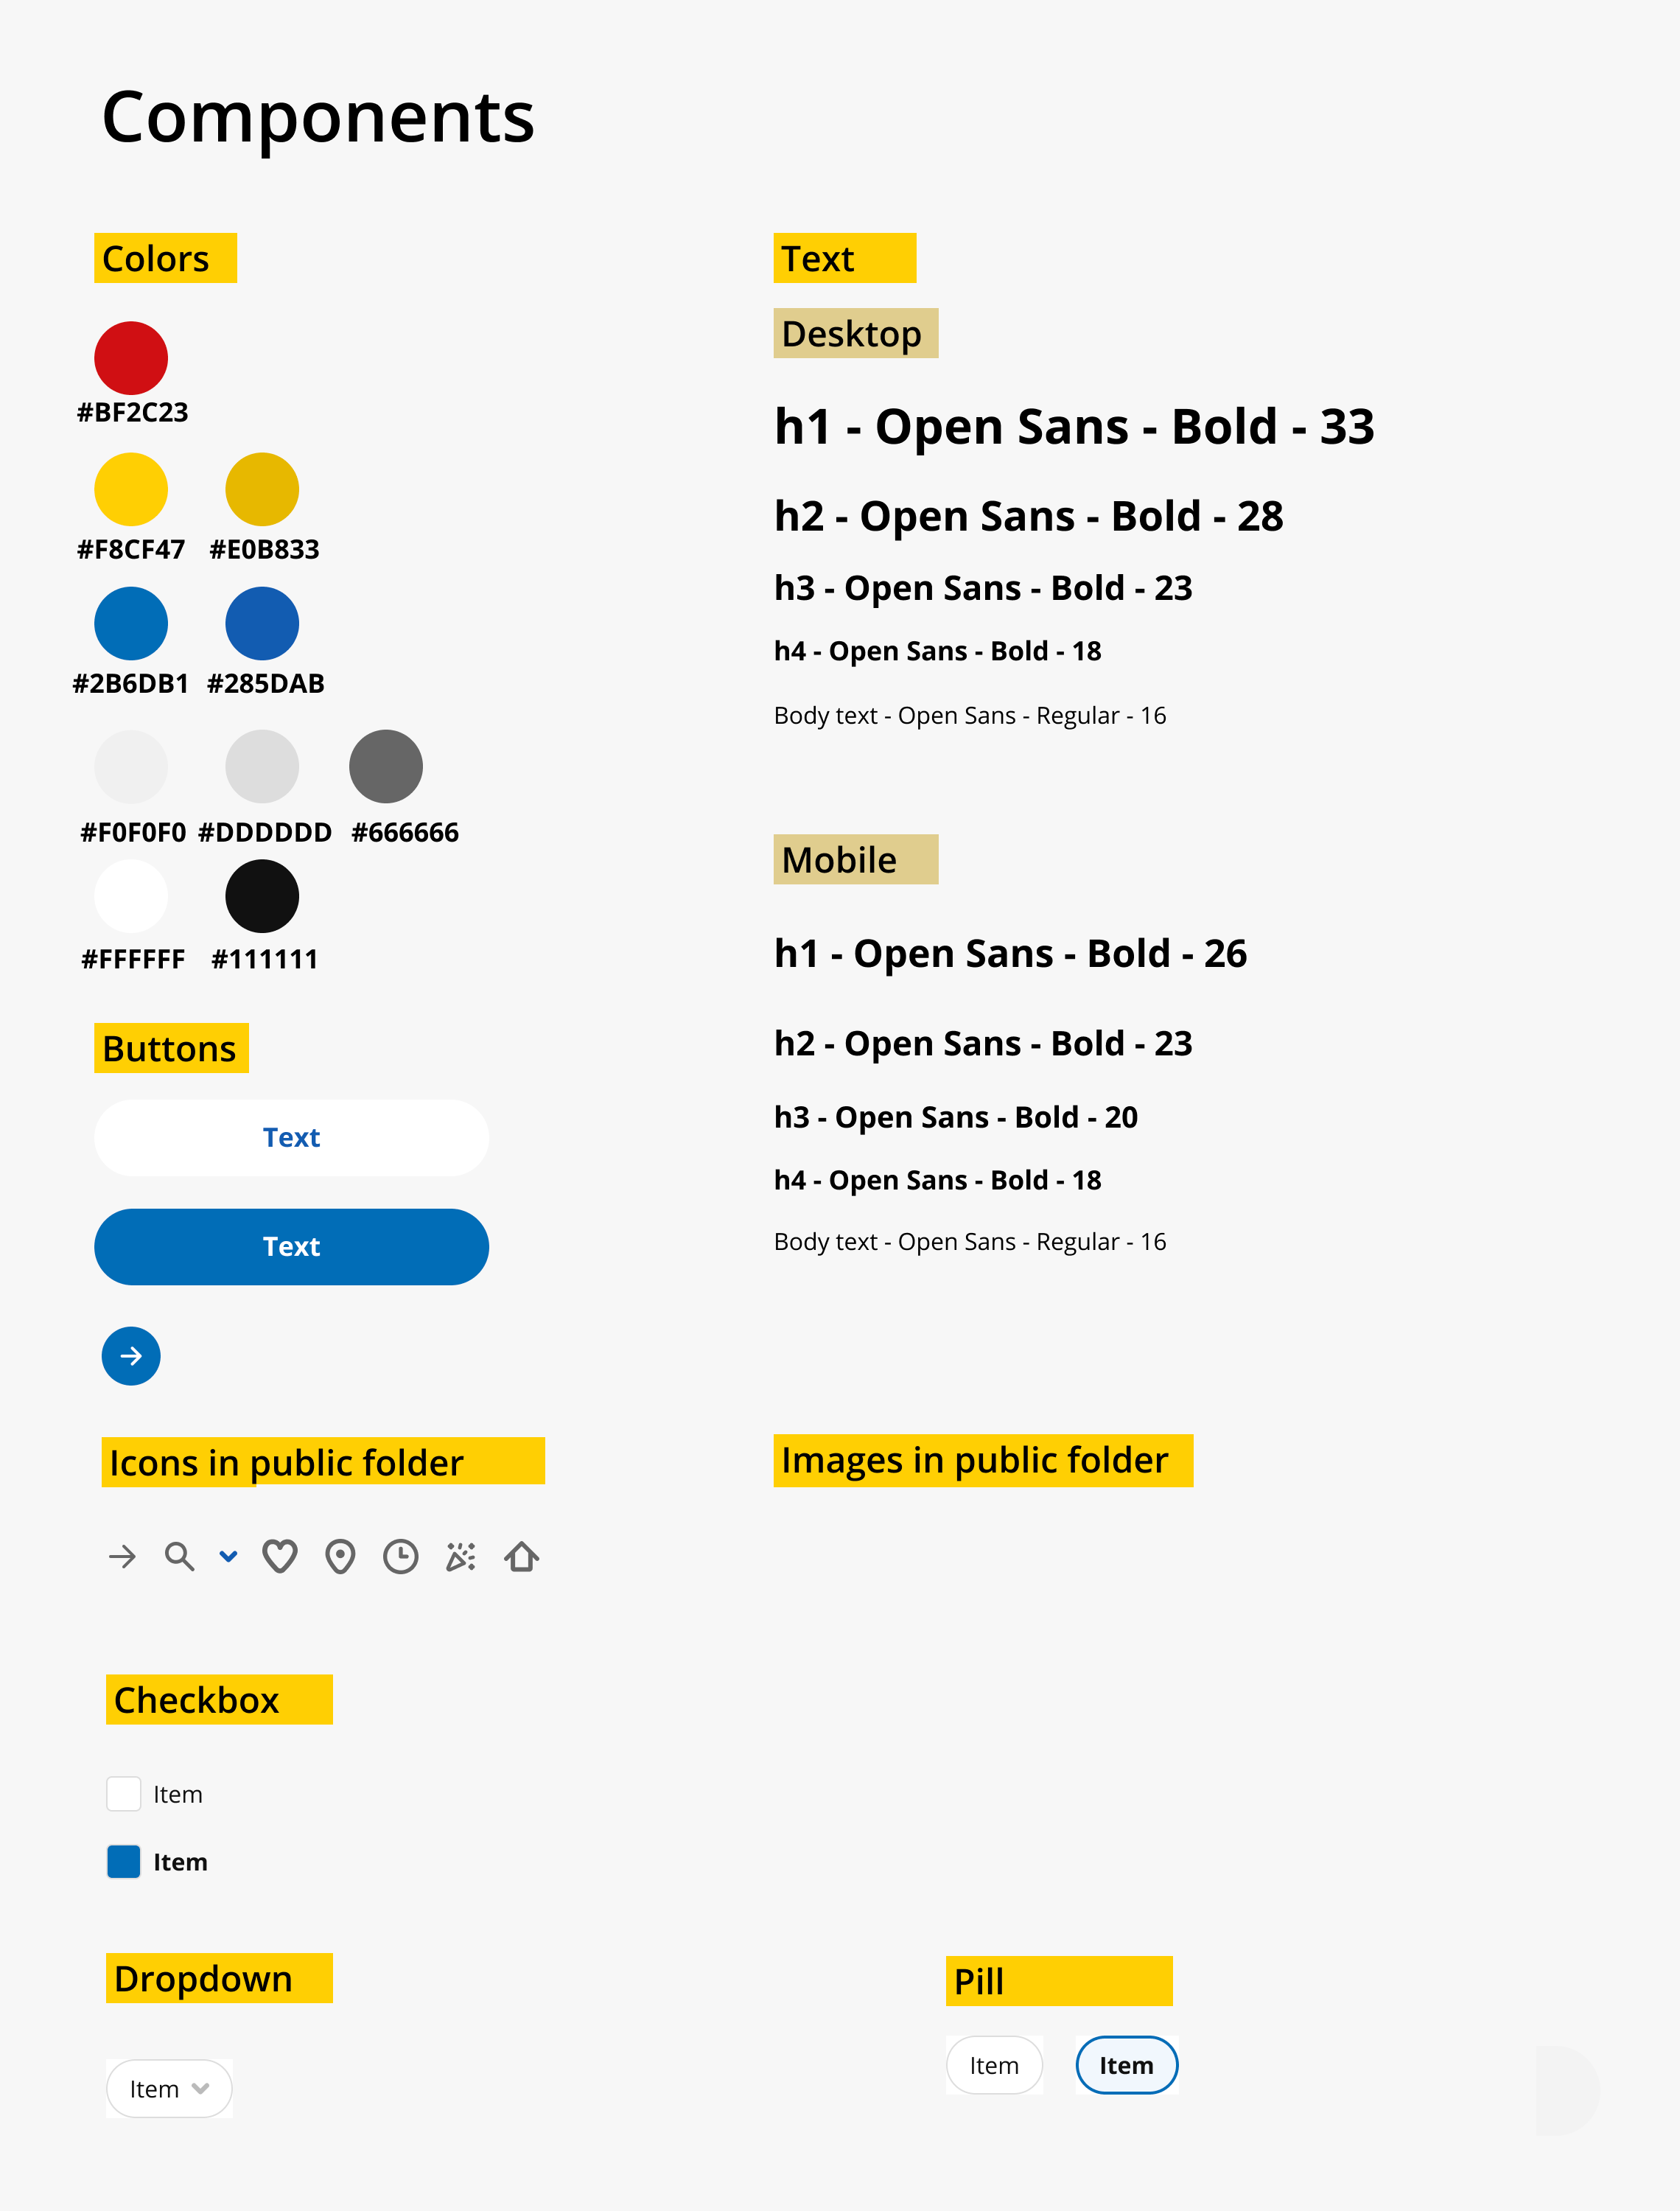 Components
Colors
#BF2C23
#F8CF47 #E0B833
#2B6DB1 #285DAB
#F0F0F0 #DDDDDD #666666
#FFFFFF #111111
Buttons
Text
Text
Icons in public folder
Checkbox
Item
Item
Dropdown
Item
Text
Desktop
h1 - Open Sans - Bold - 33
h2 - Open Sans - Bold - 28
h3 - Open Sans - Bold - 23
h4 - Open Sans - Bold - 18
Body text - Open Sans - Regular - 16
Mobile
h1 - Open Sans - Bold - 26
h2 - Open Sans - Bold - 23
h3 - Open Sans - Bold - 20
h4 - Open Sans - Bold - 18
Body text - Open Sans - Regular - 16
Images in public folder
Pill
Item Item